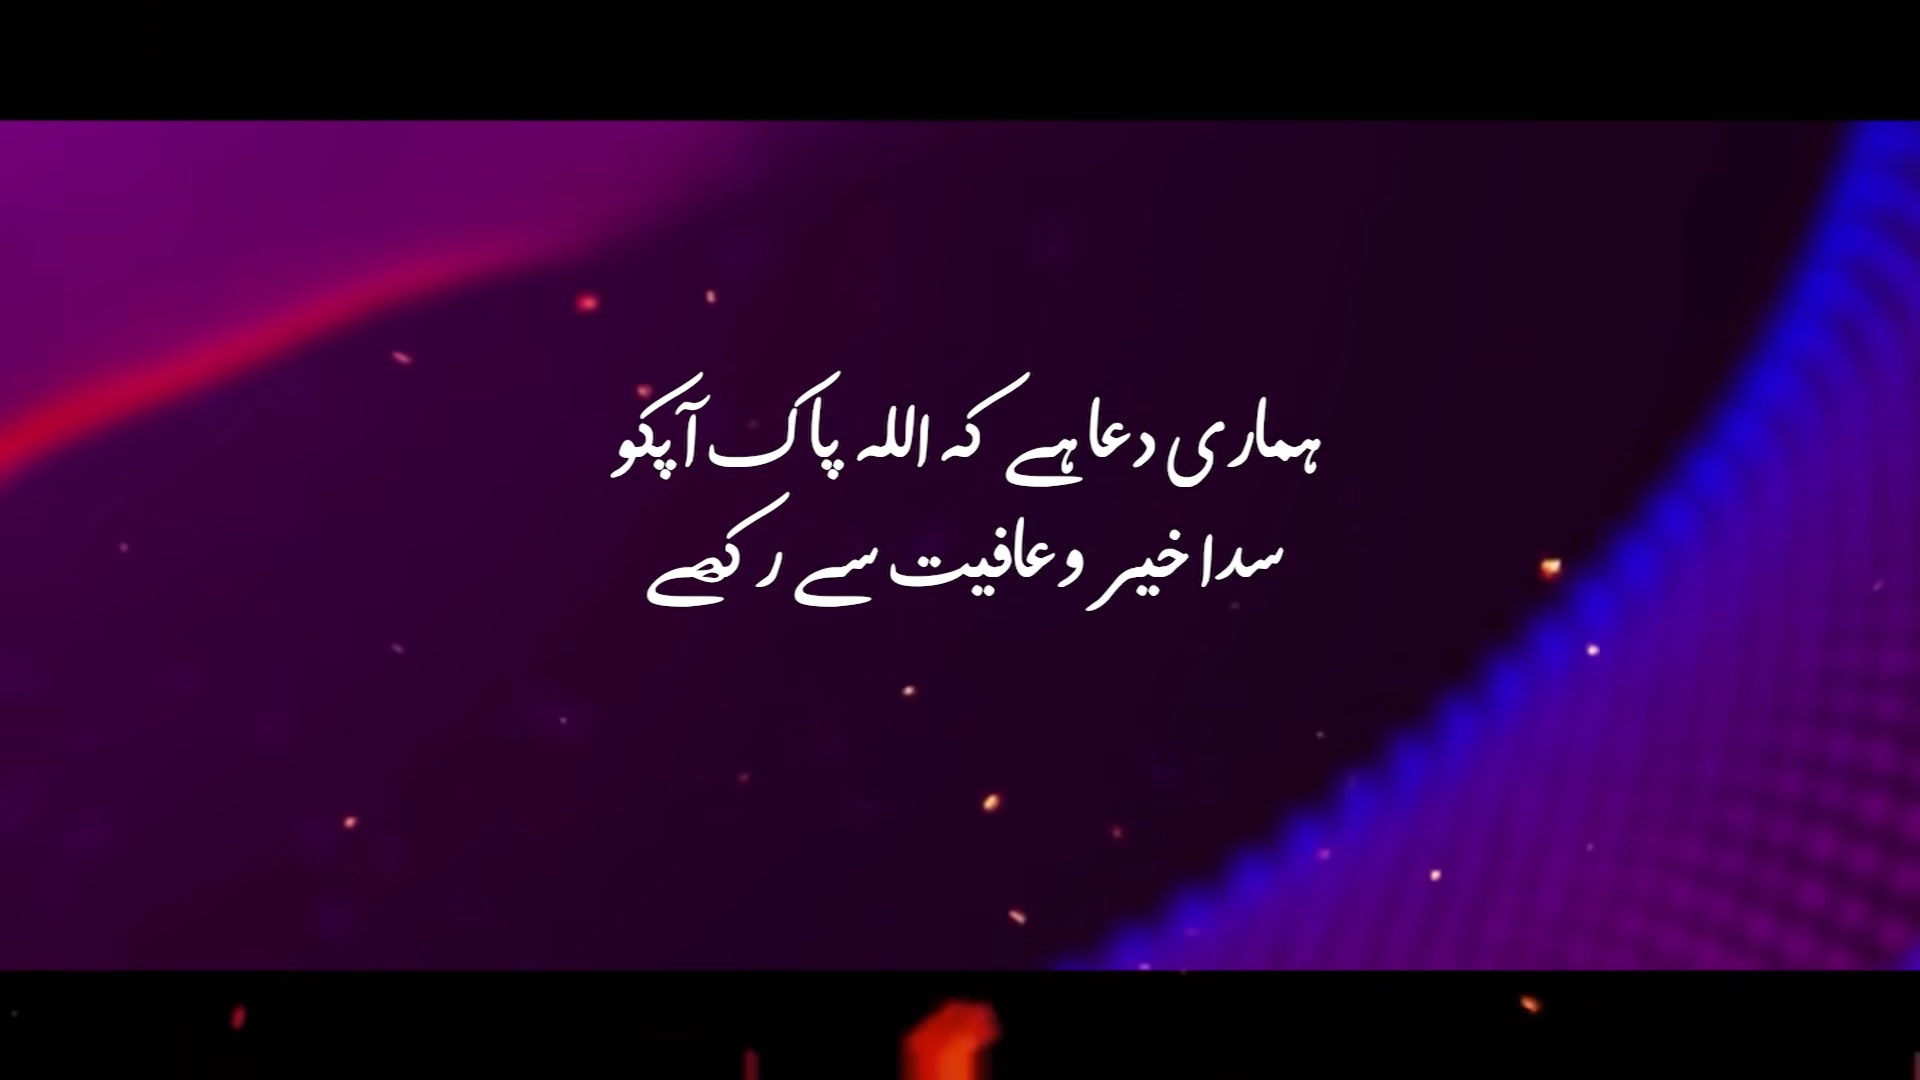 ہماری دعا ہے کہ اللہ پاک آپکو
سدا خیر و عافیت سے رکھے